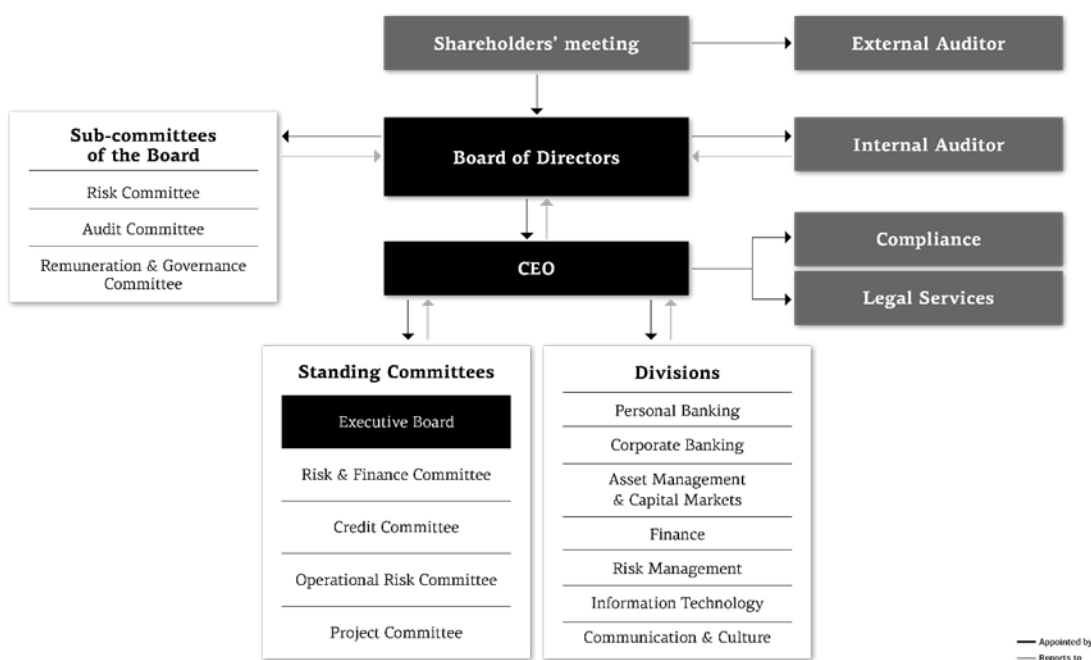 Shareholders' meeting
External Auditor
Sub-committees
of the Board
Risk Committee
Audit Committee
Remuneration & Governance
Committee
Board of Directors
Internal Auditor
CEO
Compliance
Legal Services
Standing Committees
Executive Board
Risk & Finance Committee
Credit Committee
Operational Risk Committee
Project Committee
Divisions
Personal Banking
Corporate Banking
Asset Management
& Capital Markets
Finance
Risk Management
Information Technology
Communication & Culture
Appointed by
Reports to